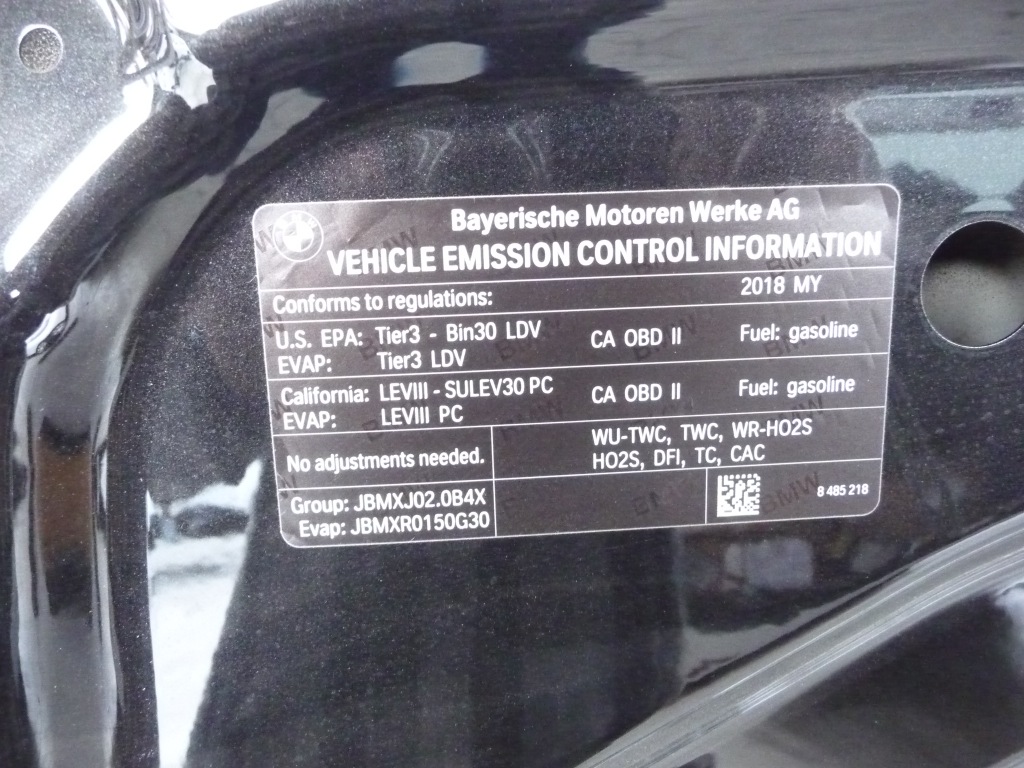 Bayerische Motoren Werke AG
VEHICLE EMISSION CONTROL INFORMATION
Conforms to regulations: 2018 MY
U.S. EPA: Tier3 - Bin30 LDV CA OBD II Fuel: gasoline
EVAP: Tier3 LDV
California: LEVIII - SULEV30 PC CA OBD II Fuel: gasoline
EVAP: LEVIII PC
No adjustments needed.
WU-TWC, TWC, WR-HO2S
HO2S, DFI, TC, CAC
Group: JBMXJ02.0B4X
Evap: JBMXR0150G30
8 485 218